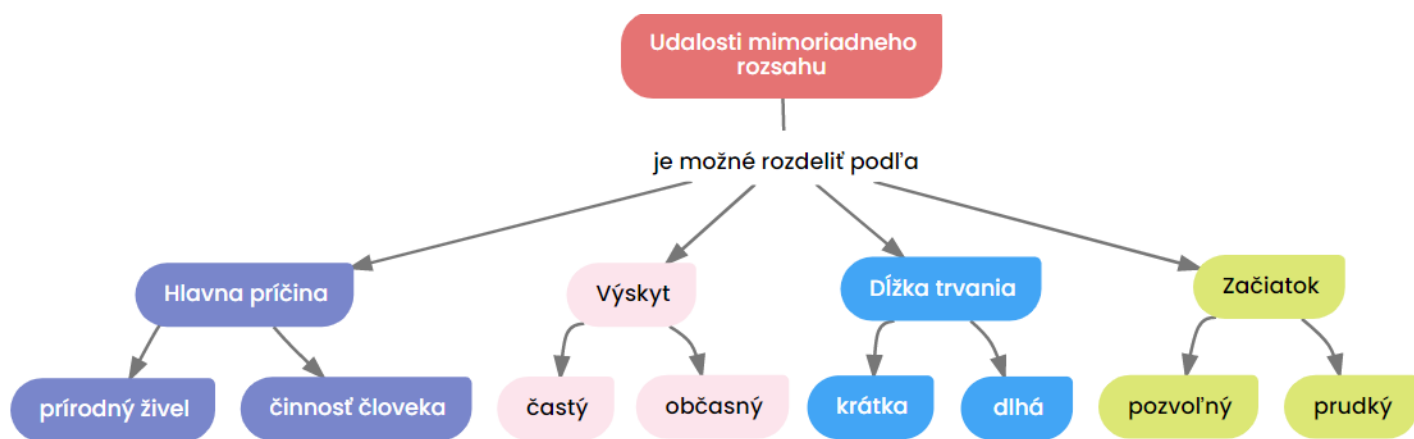 Udalosti mimoriadneho
rozsahu
je možné rozdeliť podľa
Hlavna príčina
Výskyt
Dĺžka trvania
Začiatok
prírodný živel
činnosť človeka
častý
občasný
krátka
dlhá
pozvoľný
prudký